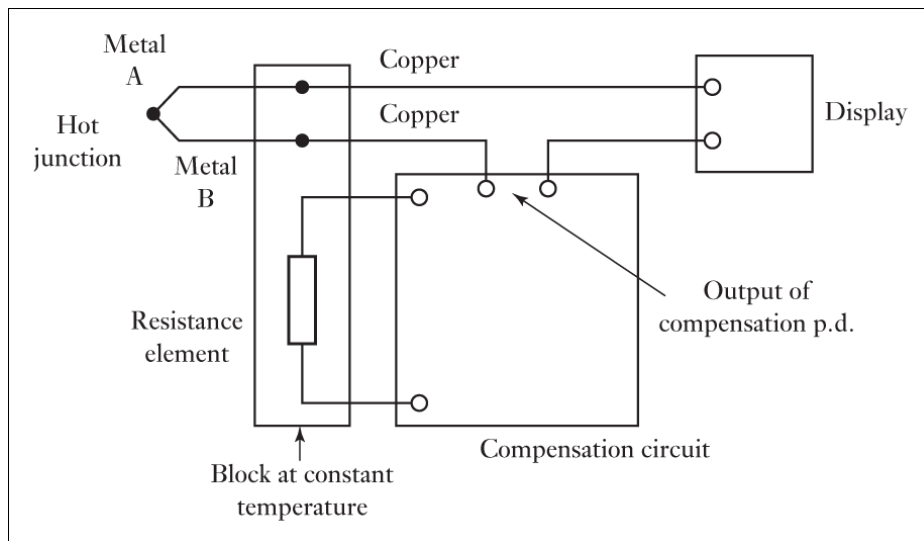 Metal
A
Copper
Copper
Display
Hot
junction
Metal
B
Output of
compensation p.d.
Resistance
element
Compensation circuit
Block at constant
temperature